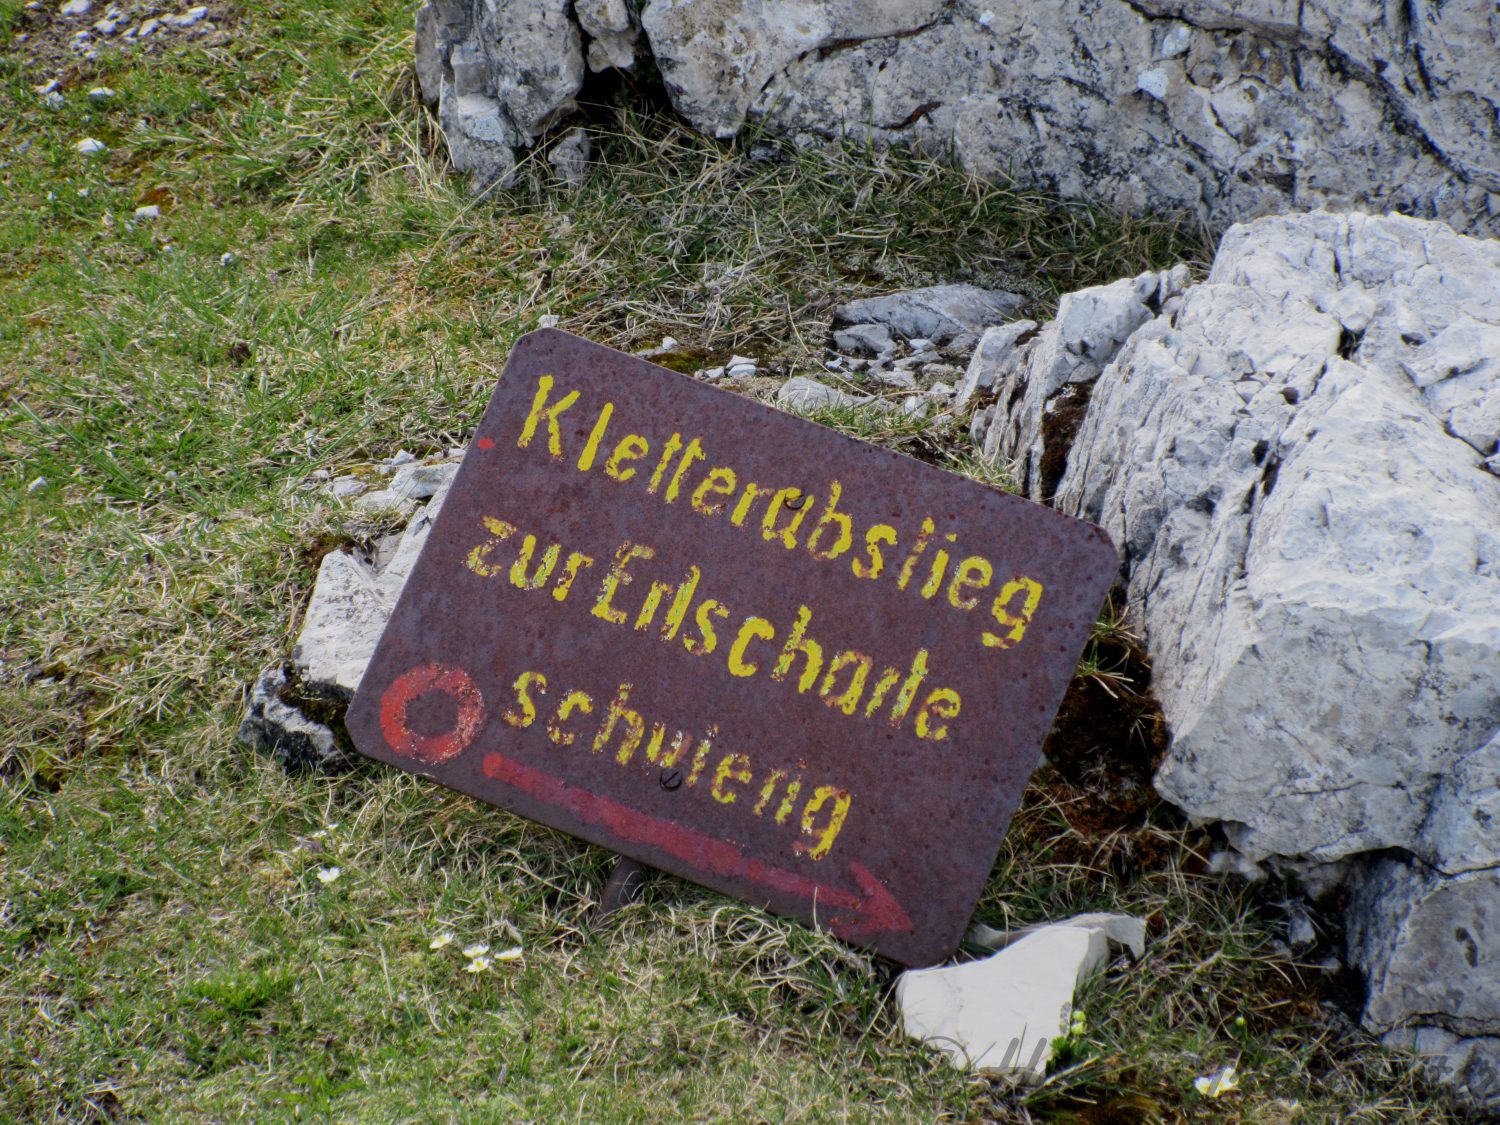 Kletterabstieg
zur Erlscharte
schwierig